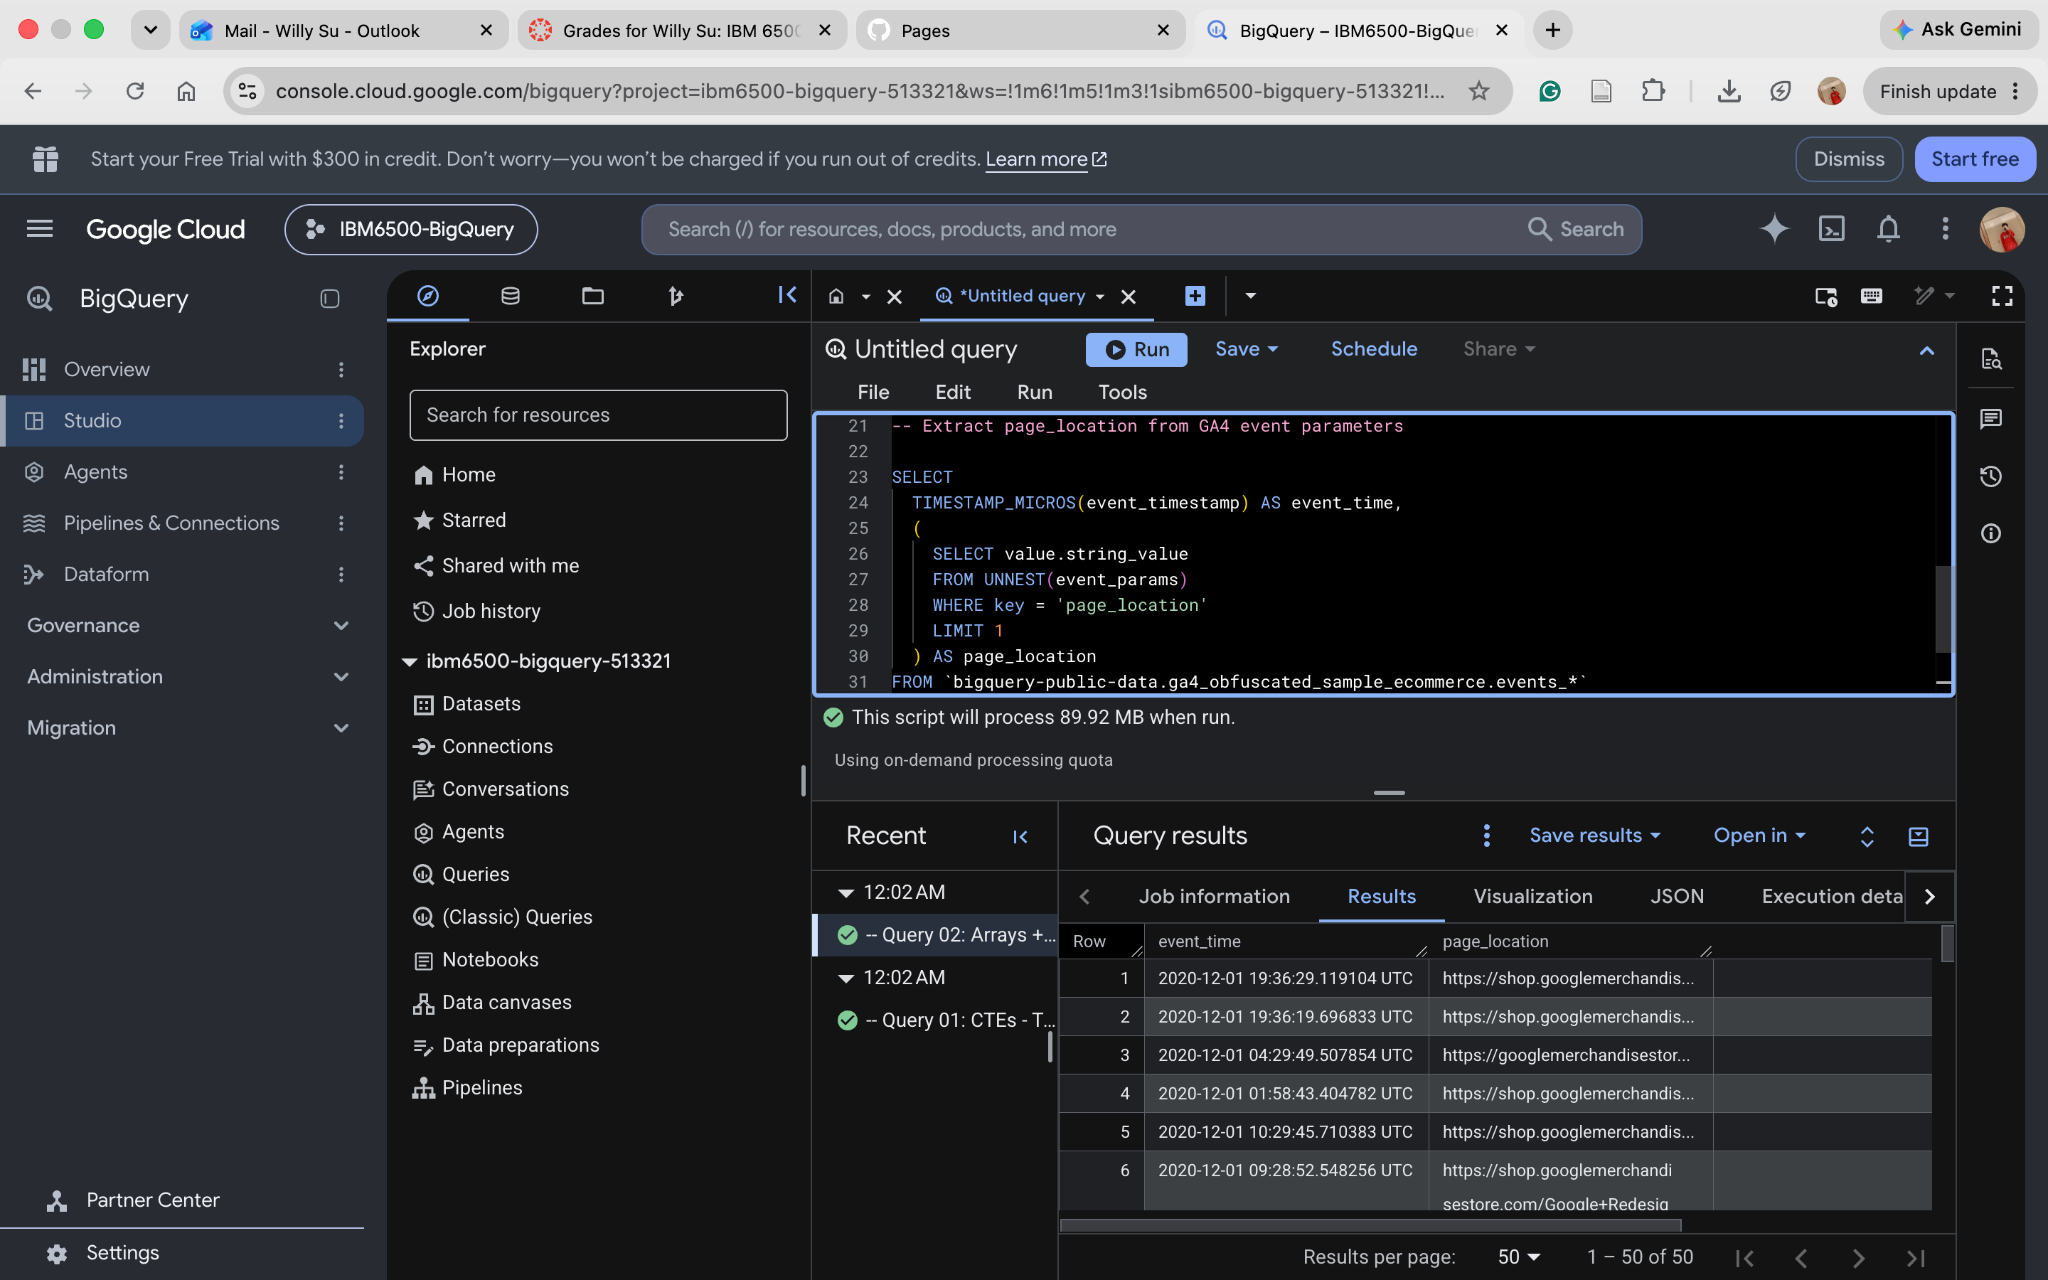 Mail - Willy Su - Outlook
Grades for Willy Su: IBM 650
Pages
BigQuery – IBM6500-BigQue
Ask Gemini
console.cloud.google.com/bigquery?project=ibm6500-bigquery-513321&ws=!1m6!1m5!1m3!1sibm6500-bigquery-513321!...
Finish update
Start your Free Trial with $300 in credit. Don't worry—you won't be charged if you run out of credits. Learn more
Dismiss
Start free
Google Cloud
IBM6500-BigQuery
Search (/) for resources, docs, products, and more
Search
BigQuery
Overview
Studio
Agents
Pipelines & Connections
Dataform
Governance
Administration
Migration
Partner Center
Settings
Explorer
Search for resources
Home
Starred
Shared with me
Job history
ibm6500-bigquery-513321
Datasets
Connections
Conversations
Agents
Queries
(Classic) Queries
Notebooks
Data canvases
Data preparations
Pipelines
*Untitled query
Untitled query
Run
Save
Schedule
Share
File Edit Run Tools
21 -- Extract page_location from GA4 event parameters
22
23 SELECT
24 TIMESTAMP_MICROS(event_timestamp) AS event_time,
25 (
26 SELECT value.string_value
27 FROM UNNEST(event_params)
28 WHERE key = 'page_location'
29 LIMIT 1
30 ) AS page_location
31 FROM `bigquery-public-data.ga4_obfuscated_sample_ecommerce.events_*`
This script will process 89.92 MB when run.
Using on-demand processing quota
Recent
12:02 AM
-- Query 02: Arrays +...
12:02 AM
-- Query 01: CTEs - T...
Query results
Save results
Open in
Job information
Results
Visualization
JSON
Execution deta
Row event_time page_location
1 2020-12-01 19:36:29.119104 UTC https://shop.googlemerchandis...
2 2020-12-01 19:36:19.696833 UTC https://shop.googlemerchandis...
3 2020-12-01 04:29:49.507854 UTC https://googlemerchandisestor...
4 2020-12-01 01:58:43.404782 UTC https://shop.googlemerchandis...
5 2020-12-01 10:29:45.710383 UTC https://shop.googlemerchandis...
6 2020-12-01 09:28:52.548256 UTC https://shop.googlemerchandi
sestore.com/Google+Redesig
Results per page: 50 1 – 50 of 50